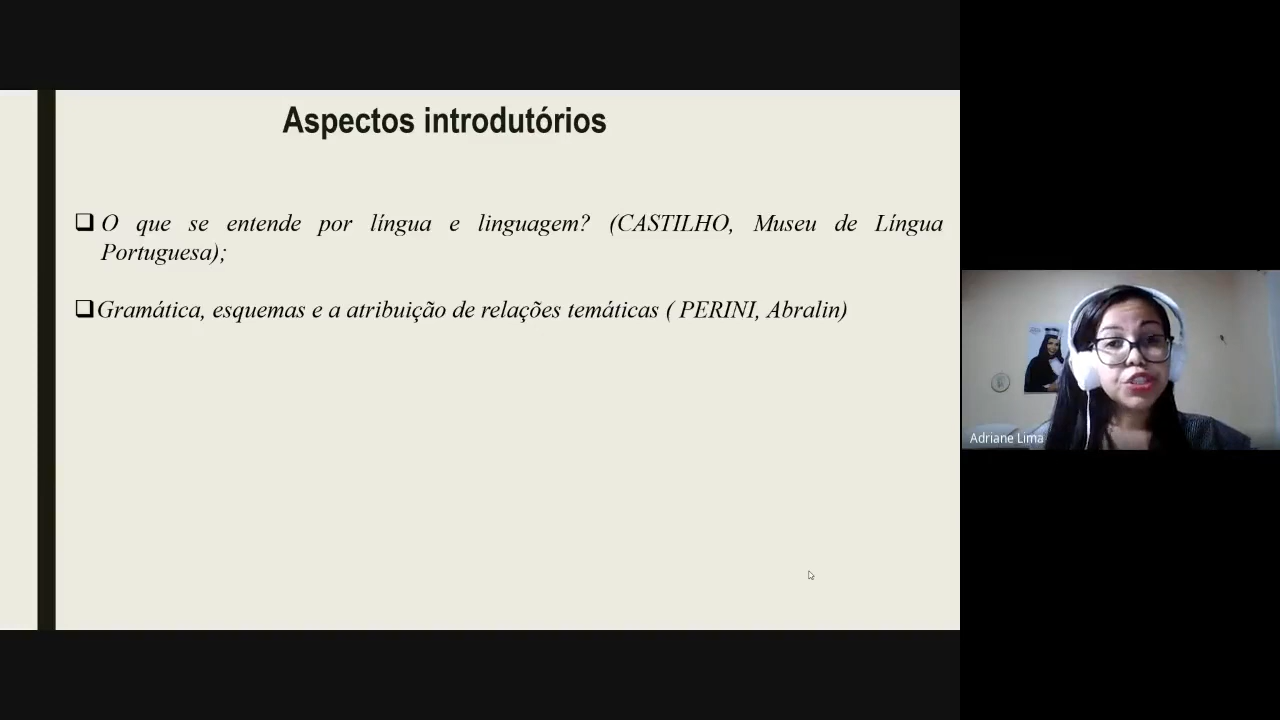 Aspectos introdutórios
O que se entende por língua e linguagem? (CASTILHO, Museu de Língua
Portuguesa);
Gramática, esquemas e a atribuição de relações temáticas ( PERINI, Abralin)
Adriane Lima